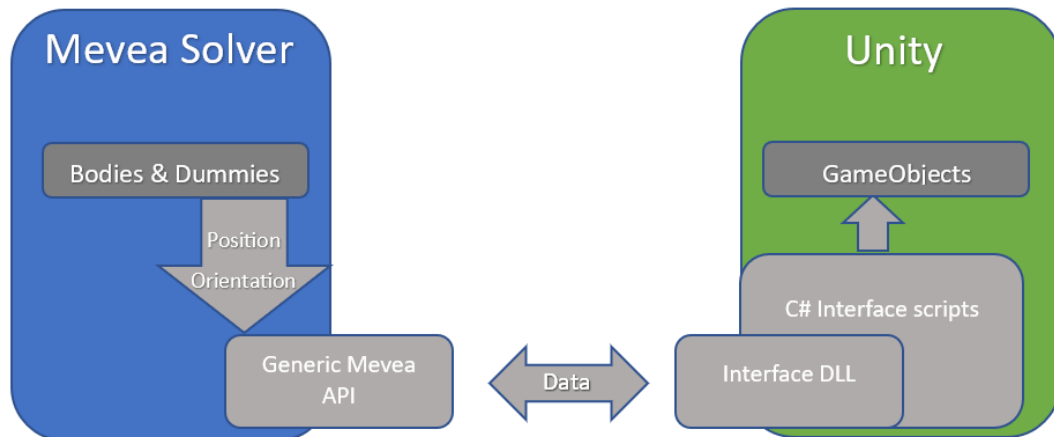 Mevea Solver
Bodies & Dummies
Position
Orientation
Generic Mevea
API
Data
Unity
GameObjects
C# Interface scripts
Interface DLL